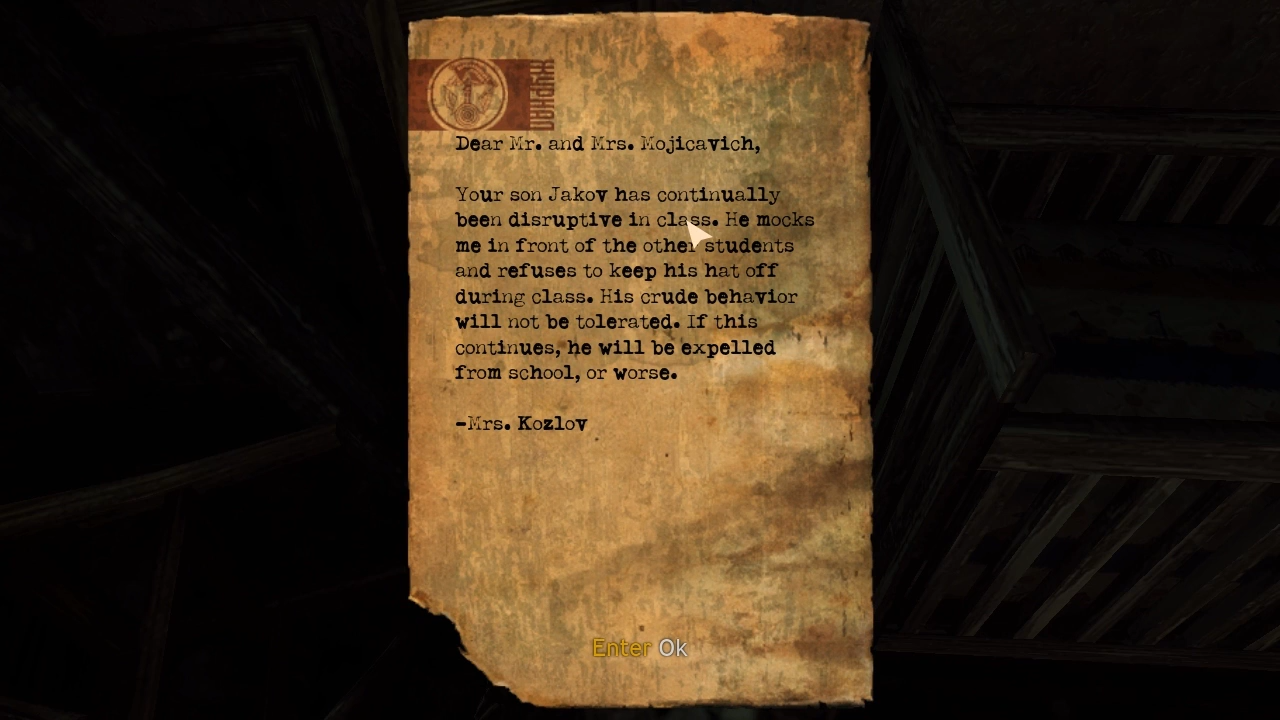 Dear Mr. and Mrs. Mojicavich,
Your son Jakov has continually
been disruptive in class. He mocks
me in front of the other students
and refuses to keep his hat off
during class. His crude behavior
will not be tolerated. If this
continues, he will be expelled
from school, or worse.
-Mrs. Kozlov
Enter Ok